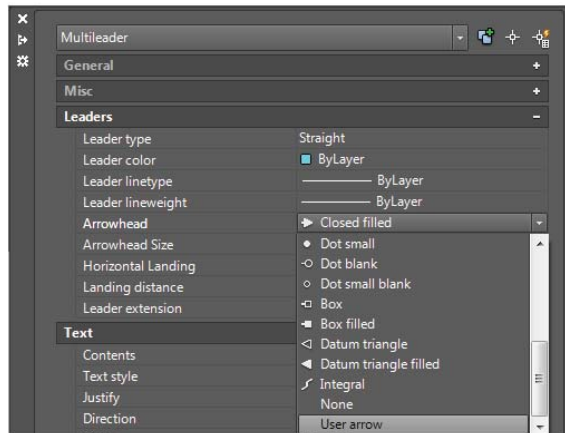 Multileader
General
Misc
Leaders
Leader type Straight
Leader color ByLayer
Leader linetype ByLayer
Leader lineweight ByLayer
Arrowhead Closed filled
Arrowhead Size Dot small
Horizontal Landing Dot blank
Landing distance Dot small blank
Leader extension Box
Box filled
Text Datum triangle
Contents Datum triangle filled
Text style Integral
Justify None
Direction User arrow